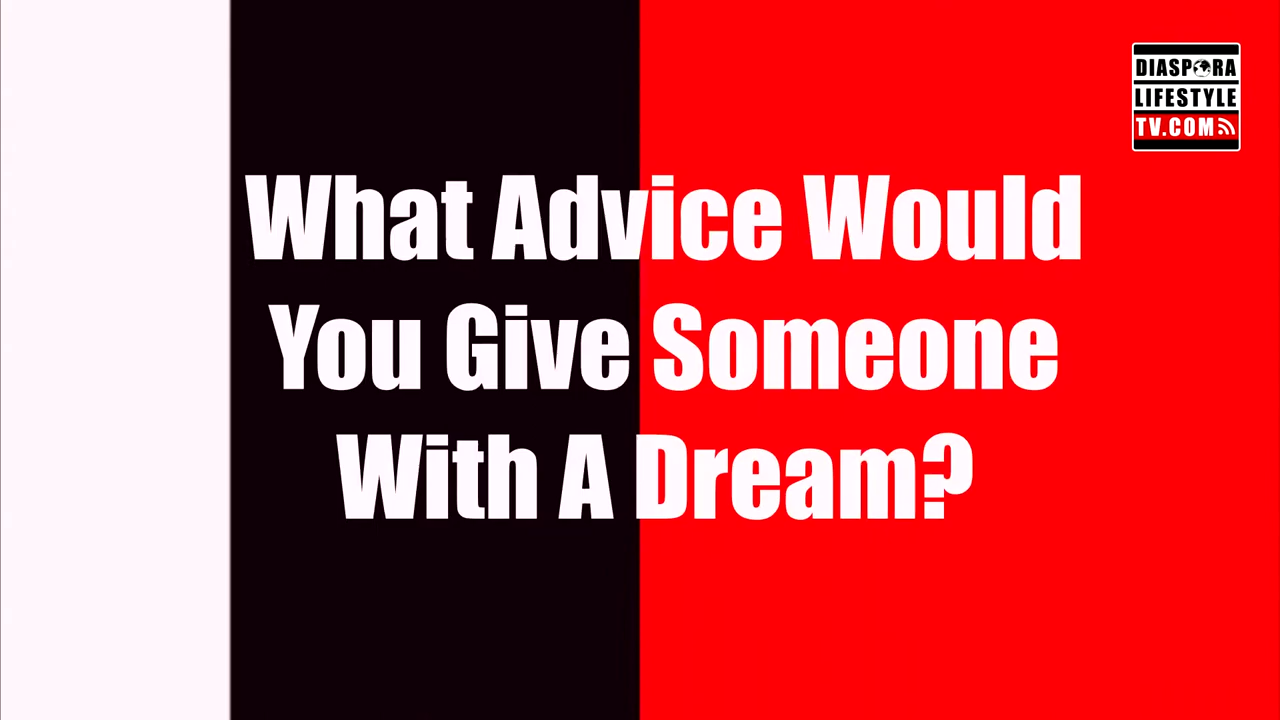 DIASPORA
LIFESTYLE
TV.COM
What Advice Would
You Give Someone
With A Dream?